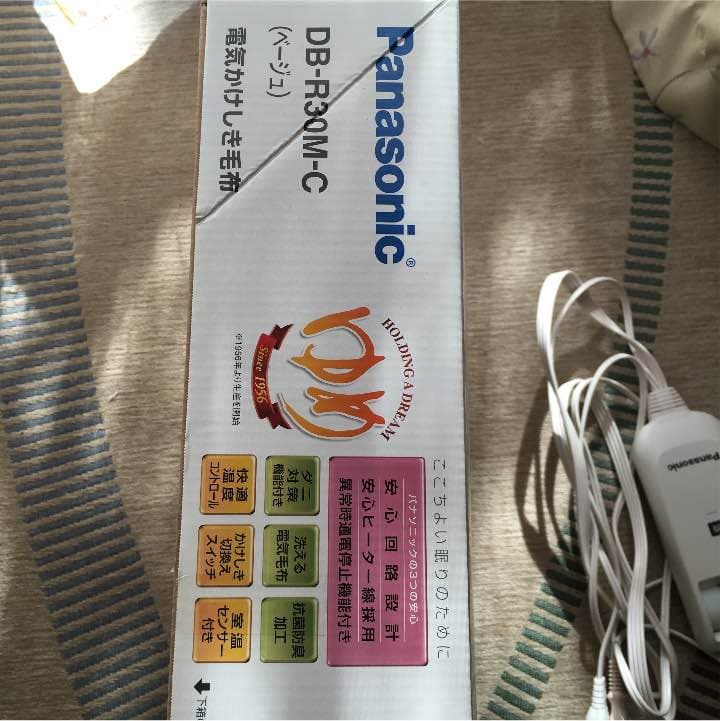 Panasonic®
DB-R30M-C
(ベージュ)
電気かけしき毛布
HOLDING A DREAM
ゆめ
Since 1956
※1956年より生産を開始
ここちよい眠りのために
パナソニックの3つの安心
安心回路設計
安心ヒーター線採用
異常時通電停止機能付き
ダニ
対策
機能付き
洗える
電気毛布
抗菌防臭
加工
快適
温度
コントロール
かけしき
切換え
スイッチ
室温
センサー
付き
下箱
Panasonic